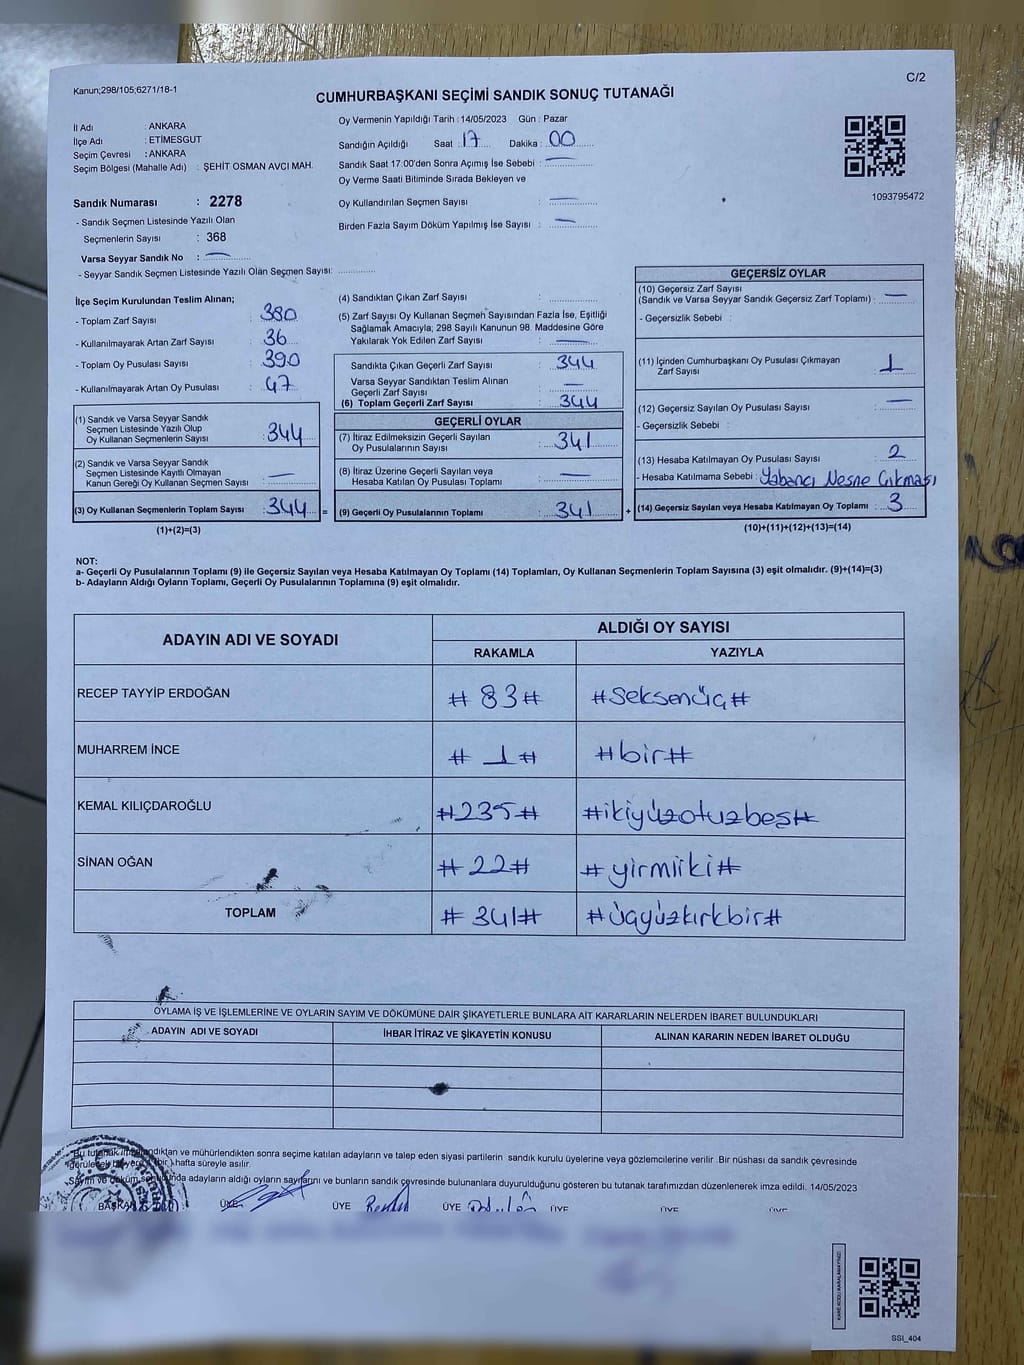 Kanun;298/105;6271/18-1
C/2
CUMHURBAŞKANI SEÇİMİ SANDIK SONUÇ TUTANAĞI
İl Adı : ANKARA
İlçe Adı : ETİMESGUT
Seçim Çevresi : ANKARA
Seçim Bölgesi (Mahalle Adı) : ŞEHİT OSMAN AVCI MAH.
Sandık Numarası : 2278
- Sandık Seçmen Listesinde Yazılı Olan
Seçmenlerin Sayısı : 368
Varsa Seyyar Sandık No : —
- Seyyar Sandık Seçmen Listesinde Yazılı Olan Seçmen Sayısı:
Oy Vermenin Yapıldığı Tarih : 14/05/2023 Gün : Pazar
Sandığın Açıldığı Saat : 17 Dakika : 00
Sandık Saat 17:00'den Sonra Açımış İse Sebebi : —
Oy Verme Saati Bitiminde Sırada Bekleyen ve
Oy Kullandırılan Seçmen Sayısı : —
Birden Fazla Sayım Döküm Yapılmış İse Sayısı : —
1093795472
İlçe Seçim Kurulundan Teslim Alınan;
- Toplam Zarf Sayısı : 380
- Kullanılmayarak Artan Zarf Sayısı : 36
- Toplam Oy Pusulası Sayısı : 390
- Kullanılmayarak Artan Oy Pusulası : 47
(1) Sandık ve Varsa Seyyar Sandık
Seçmen Listesinde Yazılı Olup
Oy Kullanan Seçmenlerin Sayısı : 344
(2) Sandık ve Varsa Seyyar Sandık
Seçmen Listesinde Kayıtlı Olmayan
Kanun Gereği Oy Kullanan Seçmen Sayısı : —
(3) Oy Kullanan Seçmenlerin Toplam Sayısı : 344 =
(1)+(2)=(3)
(4) Sandıktan Çıkan Zarf Sayısı :
(5) Zarf Sayısı Oy Kullanan Seçmen Sayısından Fazla İse, Eşitliği
Sağlamak Amacıyla; 298 Sayılı Kanunun 98. Maddesine Göre
Yakılarak Yok Edilen Zarf Sayısı : —
Sandıkta Çıkan Geçerli Zarf Sayısı : 344
Varsa Seyyar Sandıktan Teslim Alınan
Geçerli Zarf Sayısı : —
(6) Toplam Geçerli Zarf Sayısı : 344
GEÇERLİ OYLAR
(7) İtiraz Edilmeksizin Geçerli Sayılan
Oy Pusulalarının Sayısı : 341
(8) İtiraz Üzerine Geçerli Sayılan veya
Hesaba Katılan Oy Pusulası Toplamı : —
(9) Geçerli Oy Pusulalarının Toplamı : 341 +
GEÇERSİZ OYLAR
(10) Geçersiz Zarf Sayısı
(Sandık ve Varsa Seyyar Sandık Geçersiz Zarf Toplamı) : —
- Geçersizlik Sebebi :
(11) İçinden Cumhurbaşkanı Oy Pusulası Çıkmayan
Zarf Sayısı : 1
(12) Geçersiz Sayılan Oy Pusulası Sayısı : —
- Geçersizlik Sebebi :
(13) Hesaba Katılmayan Oy Pusulası Sayısı : 2
- Hesaba Katılmama Sebebi : Yabancı Nesne Çıkması
(14) Geçersiz Sayılan veya Hesaba Katılmayan Oy Toplamı : 3
(10)+(11)+(12)+(13)=(14)
NOT:
a- Geçerli Oy Pusulalarının Toplamı (9) ile Geçersiz Sayılan veya Hesaba Katılmayan Oy Toplamı (14) Toplamları, Oy Kullanan Seçmenlerin Toplam Sayısına (3) eşit olmalıdır. (9)+(14)=(3)
b- Adayların Aldığı Oyların Toplamı, Geçerli Oy Pusulalarının Toplamına (9) eşit olmalıdır.
ADAYIN ADI VE SOYADI
ALDIĞI OY SAYISI
RAKAMLA YAZIYLA
RECEP TAYYİP ERDOĞAN # 83 # #Seksenüç#
MUHARREM İNCE # 1 # #bir#
KEMAL KILIÇDAROĞLU #235# #ikiyüzotuzbeş#
SİNAN OĞAN # 22# # yirmiiki#
TOPLAM # 341# #üçyüzkırkbir#
OYLAMA İŞ VE İŞLEMLERİNE VE OYLARIN SAYIM VE DÖKÜMÜNE DAİR ŞİKAYETLERLE BUNLARA AİT KARARLARIN NELERDEN İBARET BULUNDUKLARI
ADAYIN ADI VE SOYADI İHBAR İTİRAZ VE ŞİKAYETİN KONUSU ALINAN KARARIN NEDEN İBARET OLDUĞU
Bu tutanak ve mühürlendikten sonra seçime katılan adayların ve talep eden siyasi partilerin sandık kurulu üyelerine veya gözlemcilerine verilir .Bir nüshası da sandık çevresinde
hafta süreyle asılır.
Sayım ve döküm adayların aldığı oyların sayılarını ve bunların sandık çevresinde bulunanlara duyurulduğunu gösteren bu tutanak tarafımızdan düzenlenerek imza edildi. 14/05/2023
BAŞKAN ÜYE ÜYE ÜYE ÜYE ÜYE ÜYE
SSI_404